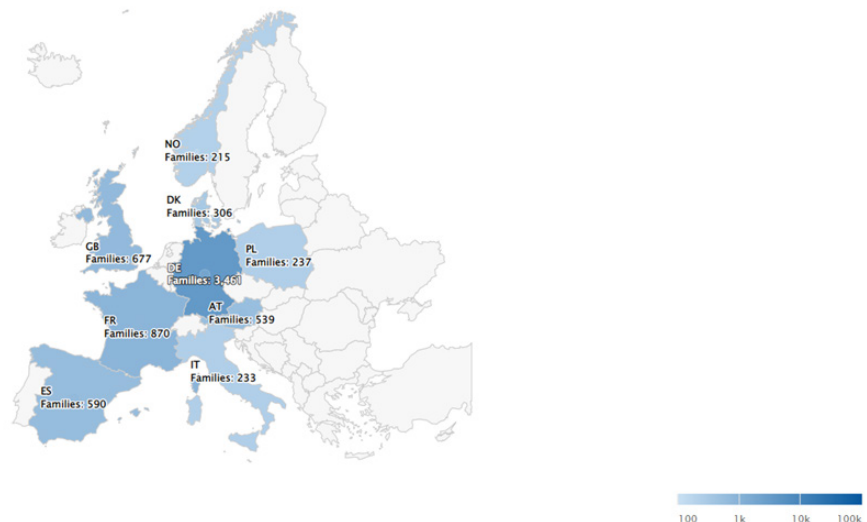 NO
Families: 215
DK
Families: 306
GB
Families: 677
DE
Families: 3,461
PL
Families: 237
AT
Families: 539
FR
Families: 870
IT
Families: 233
ES
Families: 590
100 1k 10k 100k